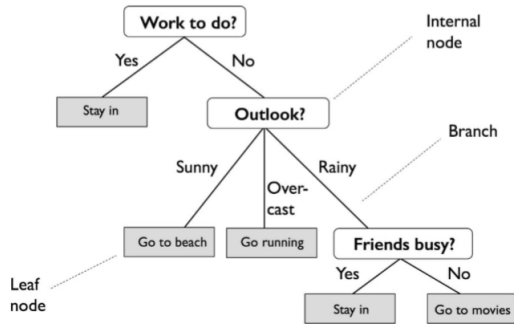 Work to do?
Internal
node
Yes
No
Stay in
Outlook?
Branch
Sunny
Over-
cast
Rainy
Go to beach
Go running
Friends busy?
Leaf
node
Yes
No
Stay in
Go to movies